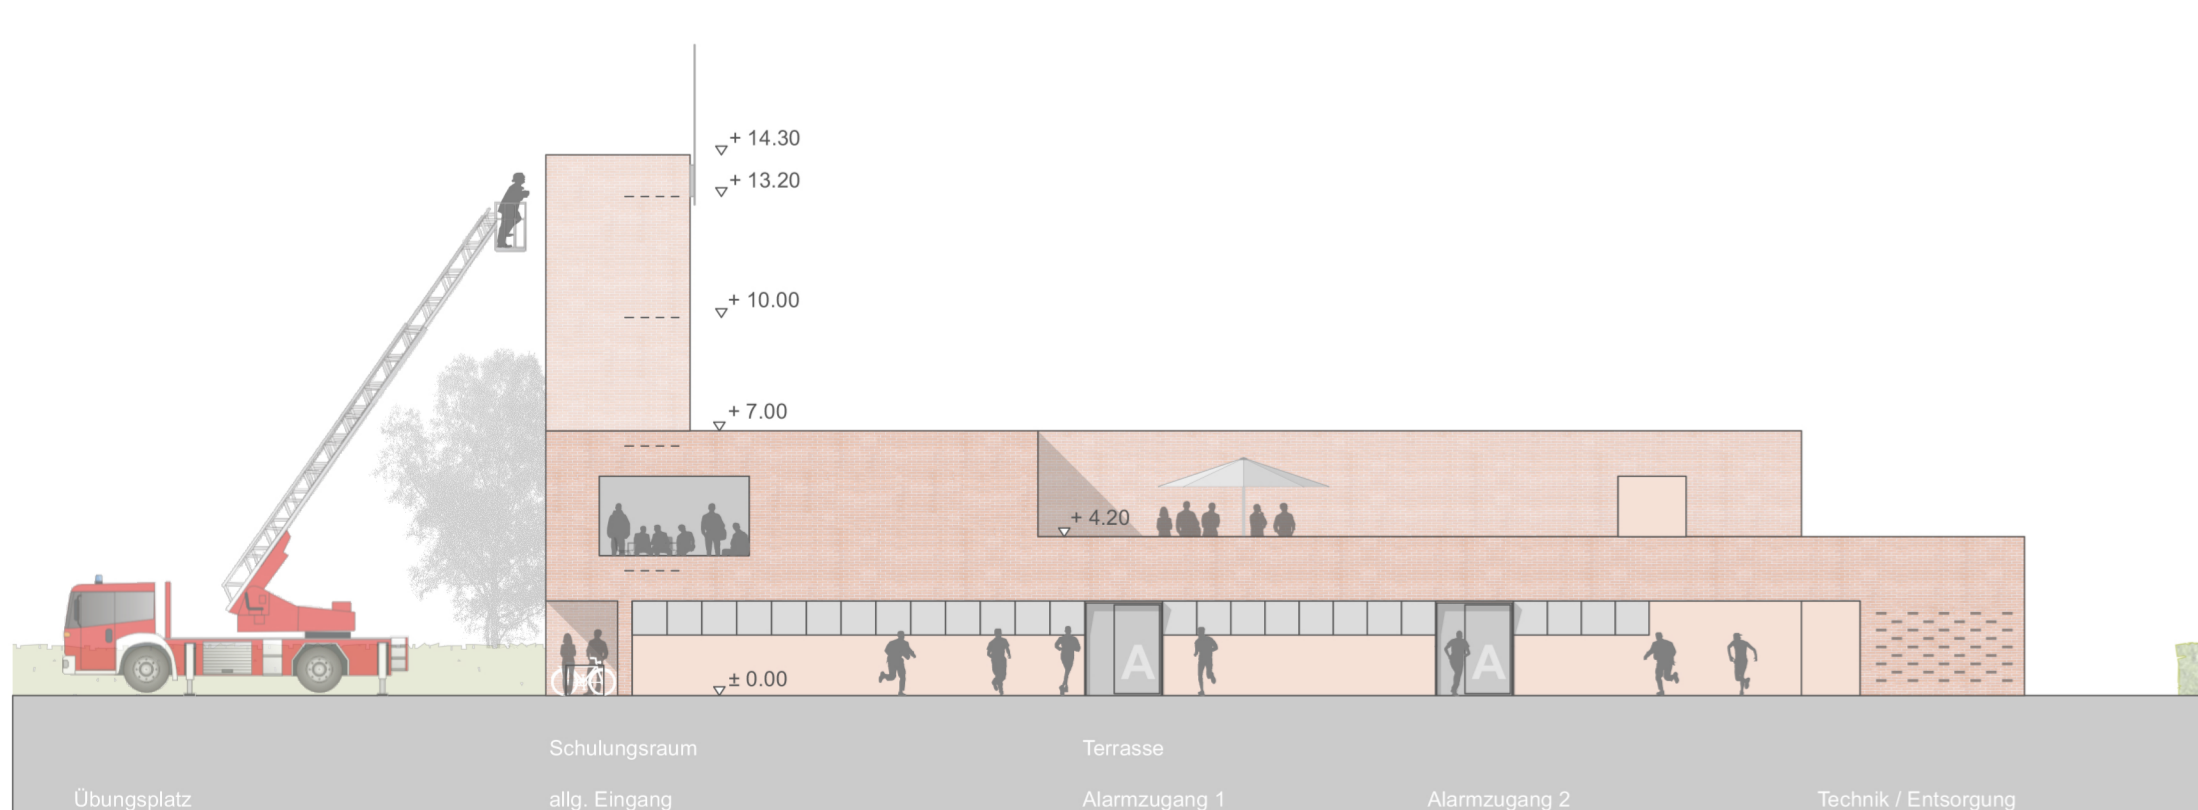 + 14.30
+ 13.20
+ 10.00
+ 7.00
+ 4.20
A
A
± 0.00
Schulungsraum
Terrasse
Übungsplatz
allg. Eingang
Alarmzugang 1
Alarmzugang 2
Technik / Entsorgung